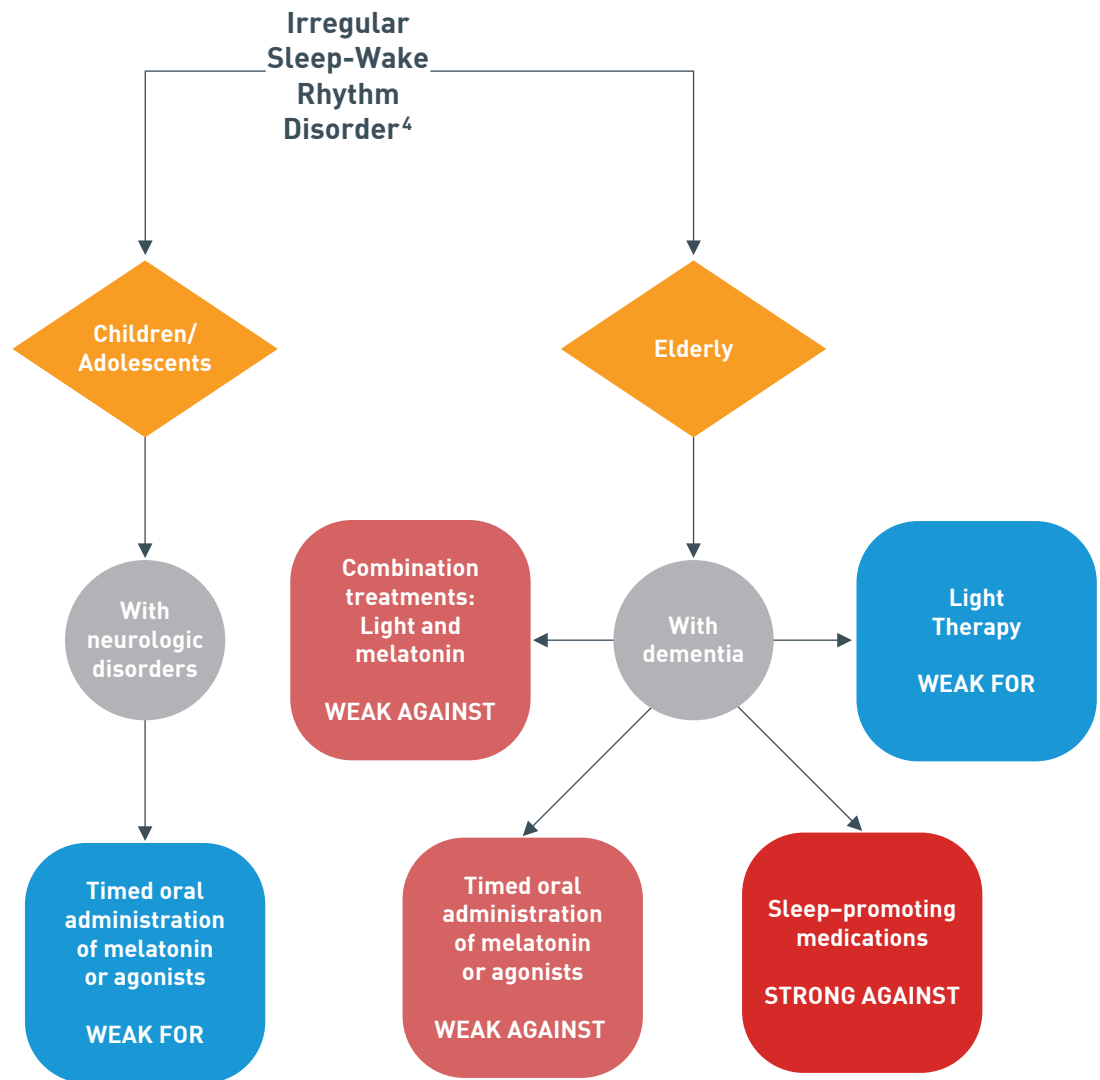 Irregular
Sleep-Wake
Rhythm
Disorder⁴
Children/
Adolescents
Elderly
With
neurologic
disorders
Combination
treatments:
Light and
melatonin
WEAK AGAINST
With
dementia
Light
Therapy
WEAK FOR
Timed oral
administration
of melatonin
or agonists
WEAK FOR
Timed oral
administration
of melatonin
or agonists
WEAK AGAINST
Sleep–promoting
medications
STRONG AGAINST